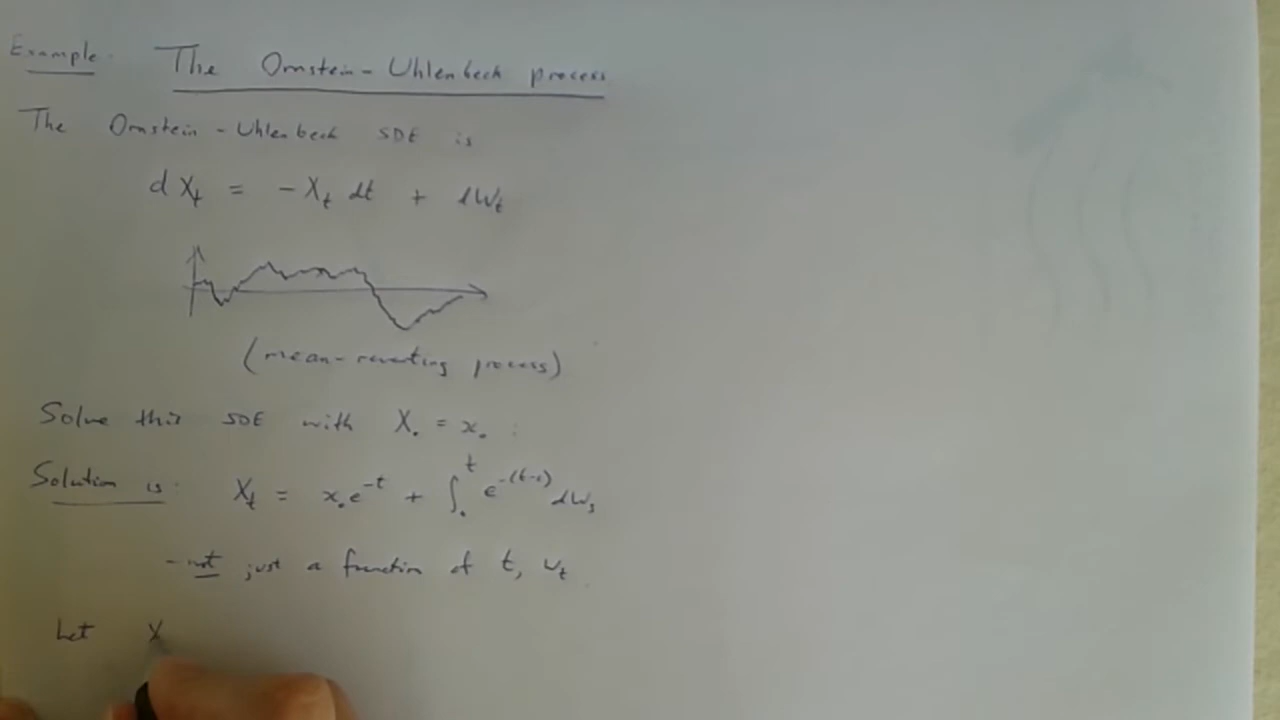 Example. The Ornstein-Uhlenbeck process
The Ornstein-Uhlenbeck SDE is
dX_t = -X_t dt + dW_t
(mean-reverting process)
Solve this SDE with X_0 = x_0 :
Solution is: X_t = x_0 e^{-t} + ∫_0^t e^{-(t-s)} dW_s
- not just a function of t, W_t
Let X